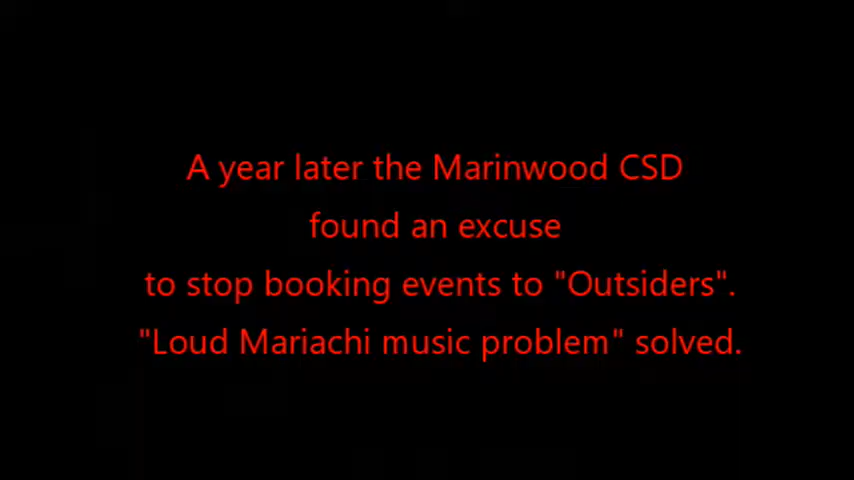 A year later the Marinwood CSD
found an excuse
to stop booking events to "Outsiders".
"Loud Mariachi music problem" solved.